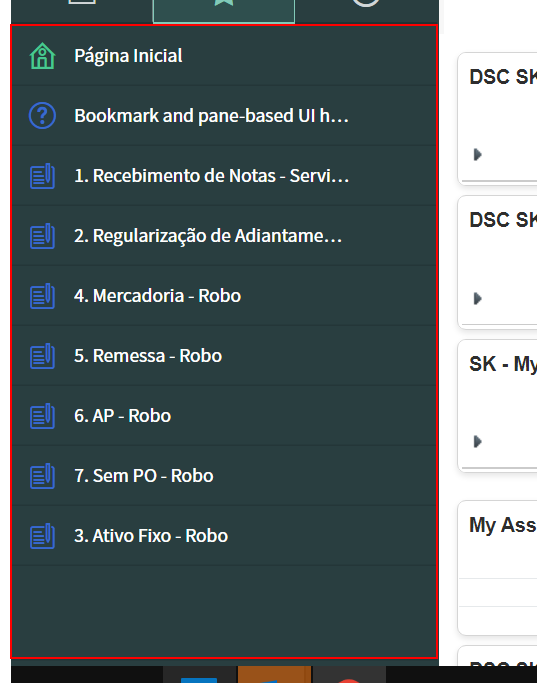 Página Inicial
Bookmark and pane-based UI h...
1. Recebimento de Notas - Servi...
2. Regularização de Adiantame...
4. Mercadoria - Robo
5. Remessa - Robo
6. AP - Robo
7. Sem PO - Robo
3. Ativo Fixo - Robo
DSC SK
DSC SK
SK - My
My Ass